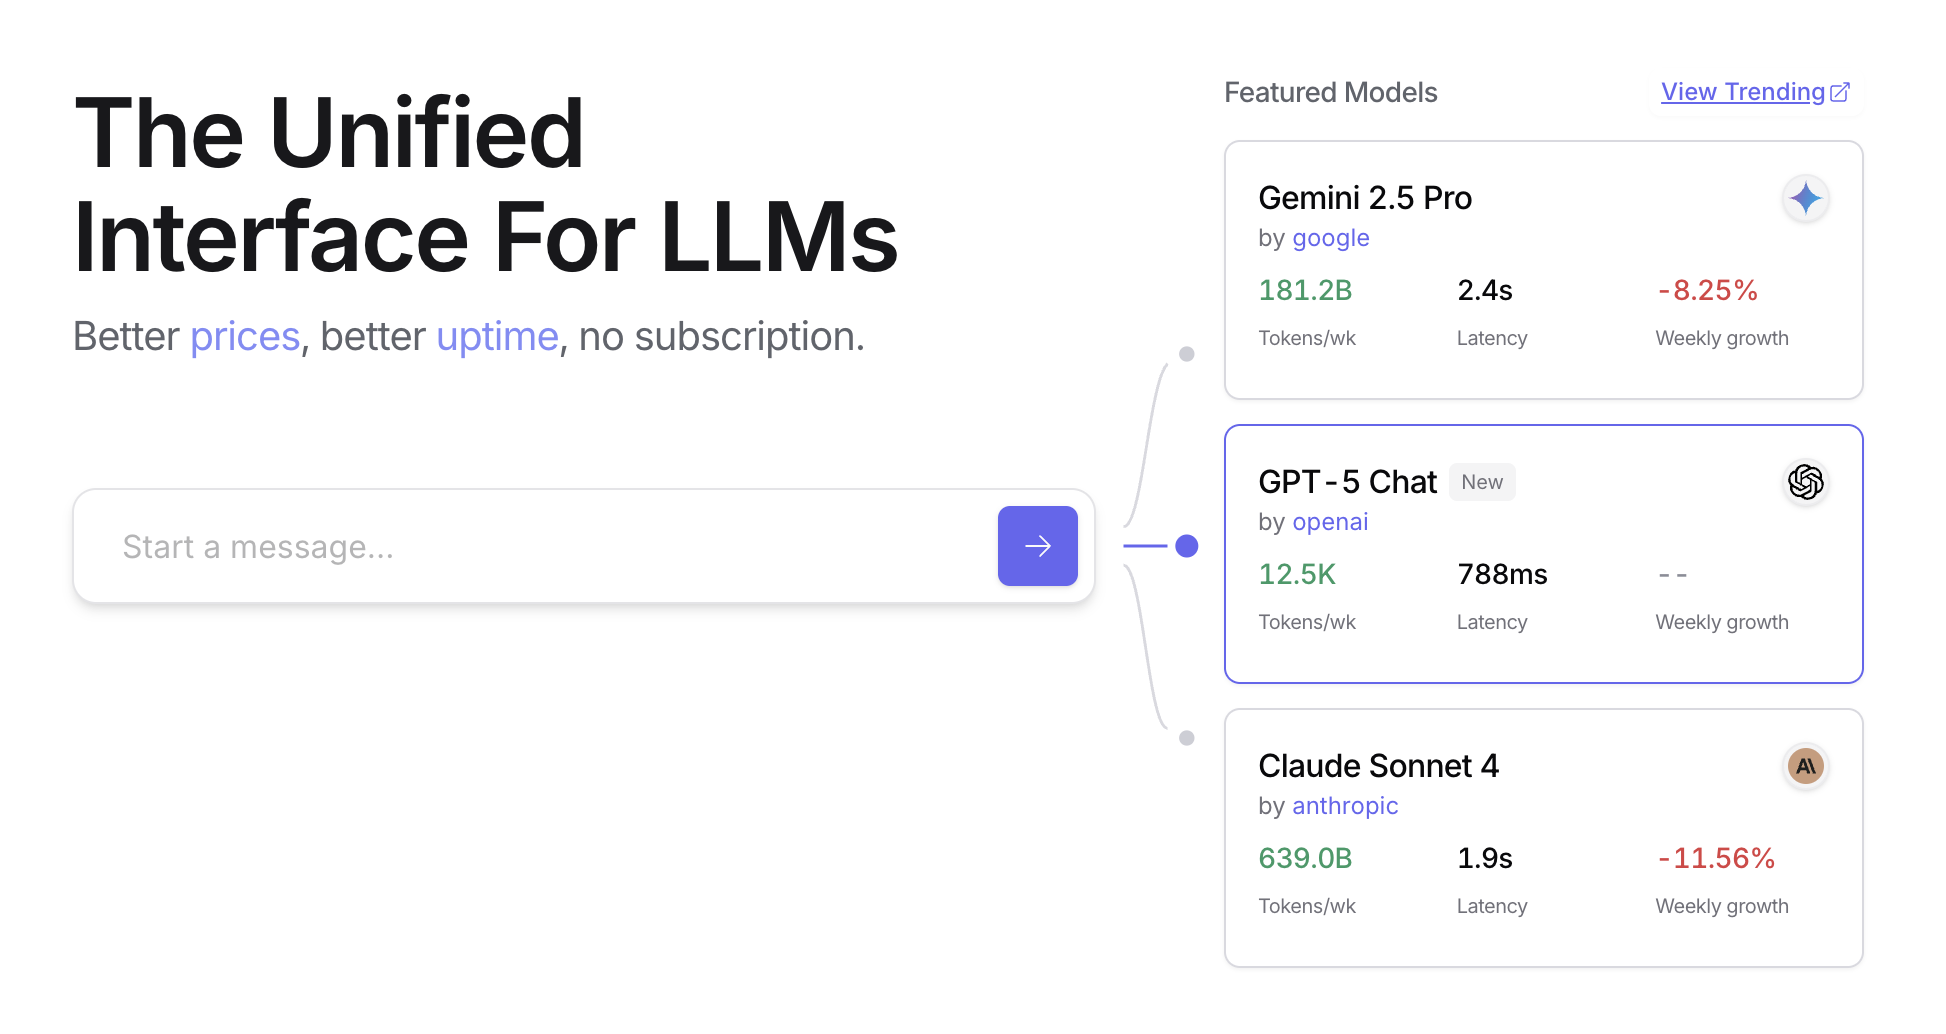 The Unified
Interface For LLMs
Better prices, better uptime, no subscription.
Start a message...
Featured Models
View Trending
Gemini 2.5 Pro
by google
181.2B 2.4s -8.25%
Tokens/wk Latency Weekly growth
GPT-5 Chat New
by openai
12.5K 788ms --
Tokens/wk Latency Weekly growth
Claude Sonnet 4
by anthropic
639.0B 1.9s -11.56%
Tokens/wk Latency Weekly growth